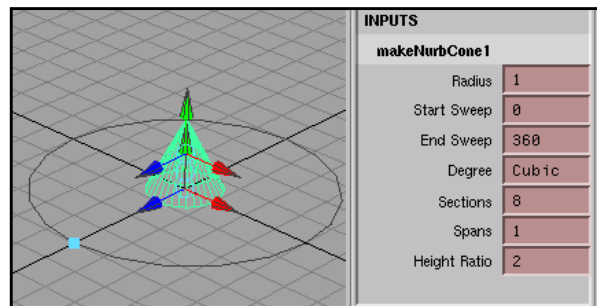 INPUTS
makeNurbCone1
Radius 1
Start Sweep 0
End Sweep 360
Degree Cubic
Sections 8
Spans 1
Height Ratio 2